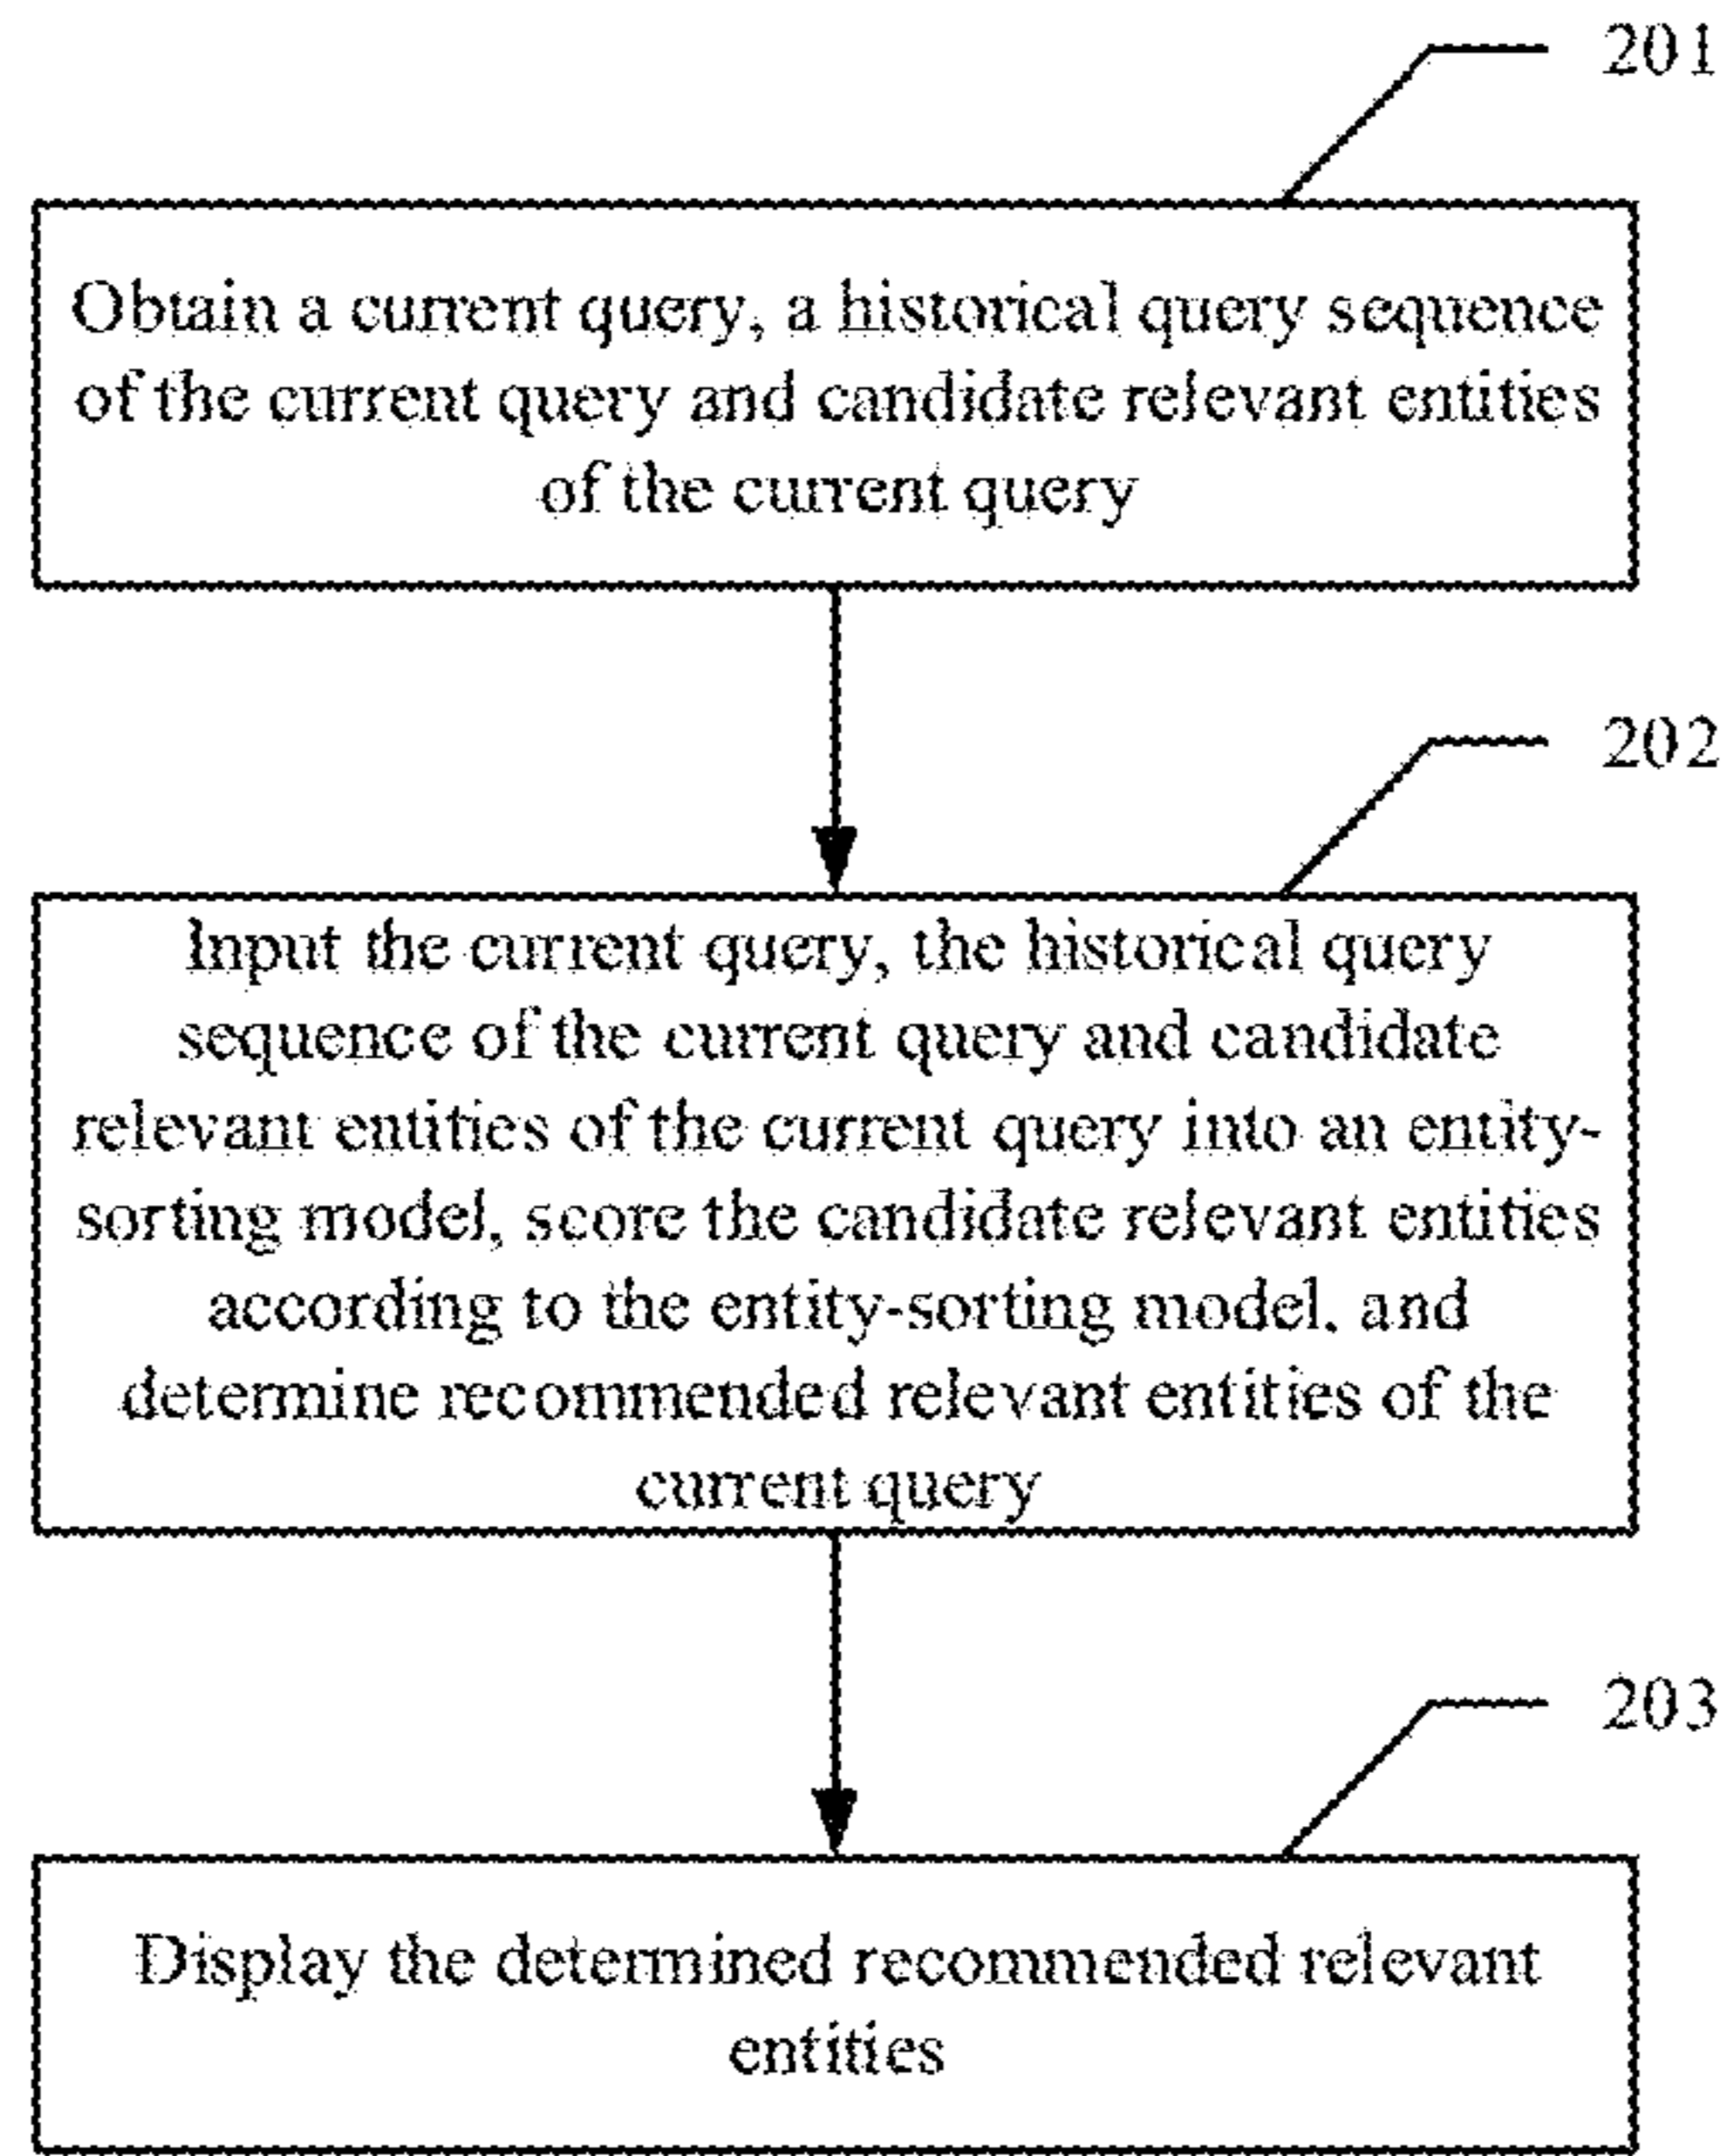 201
Obtain a current query, a historical query sequence
of the current query and candidate relevant entities
of the current query
202
Input the current query, the historical query
sequence of the current query and candidate
relevant entities of the current query into an entity-
sorting model, score the candidate relevant entities
according to the entity-sorting model, and
determine recommended relevant entities of the
current query
203
Display the determined recommended relevant
entities